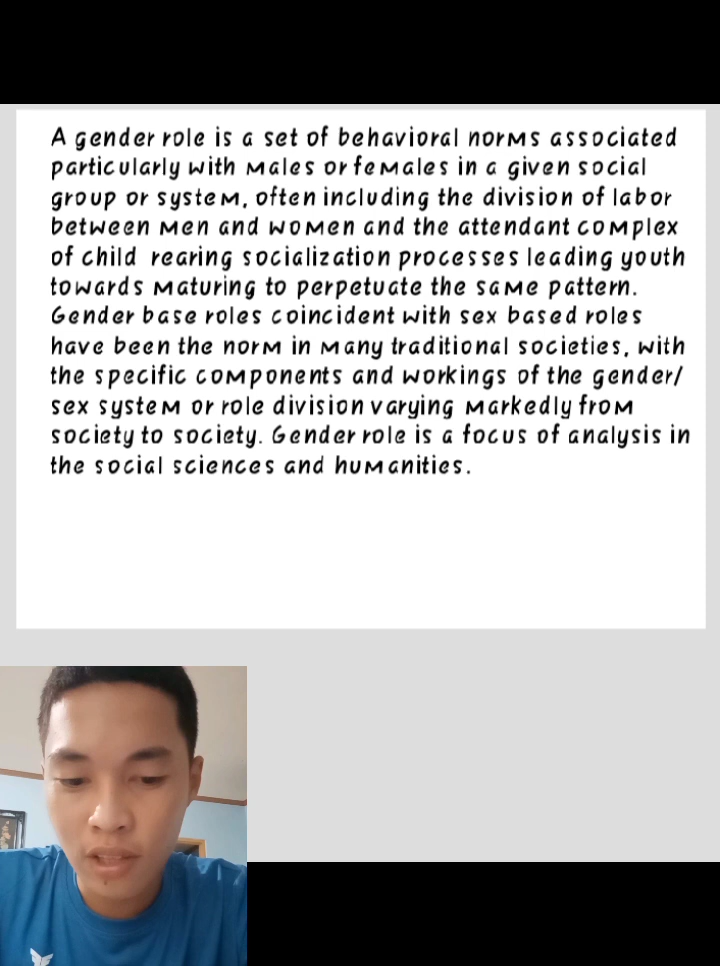 A gender role is a set of behavioral norms associated
particularly with males or females in a given social
group or system, often including the division of labor
between men and women and the attendant complex
of child rearing socialization processes leading youth
towards maturing to perpetuate the same pattern.
Gender base roles coincident with sex based roles
have been the norm in many traditional societies, with
the specific components and workings of the gender/
sex system or role division varying markedly from
society to society. Gender role is a focus of analysis in
the social sciences and humanities.